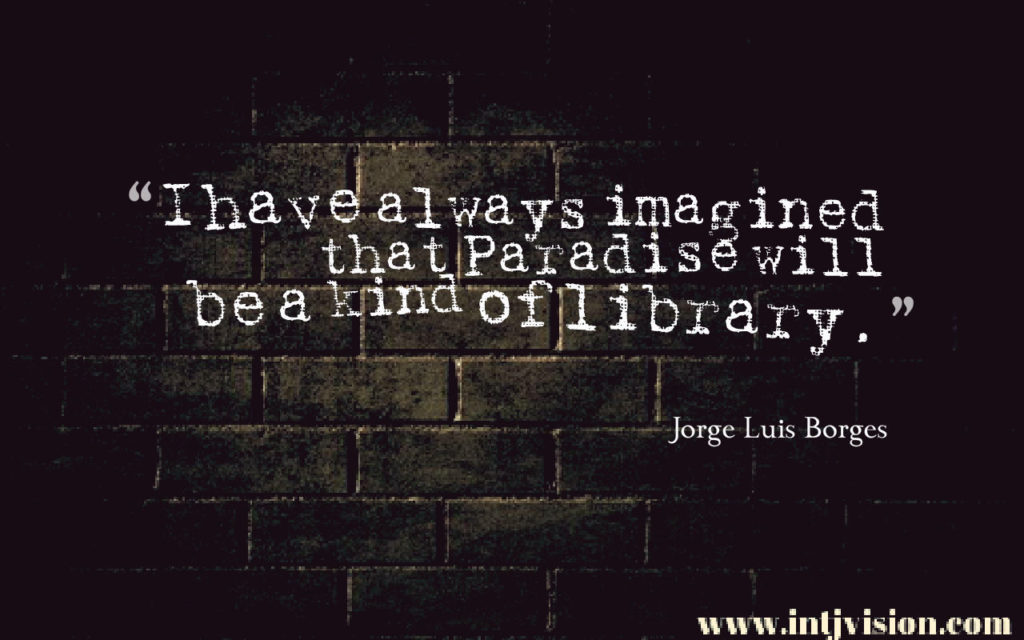 “I have always imagined
that Paradise will
be a kind of library.”
Jorge Luis Borges
www.intjvision.com